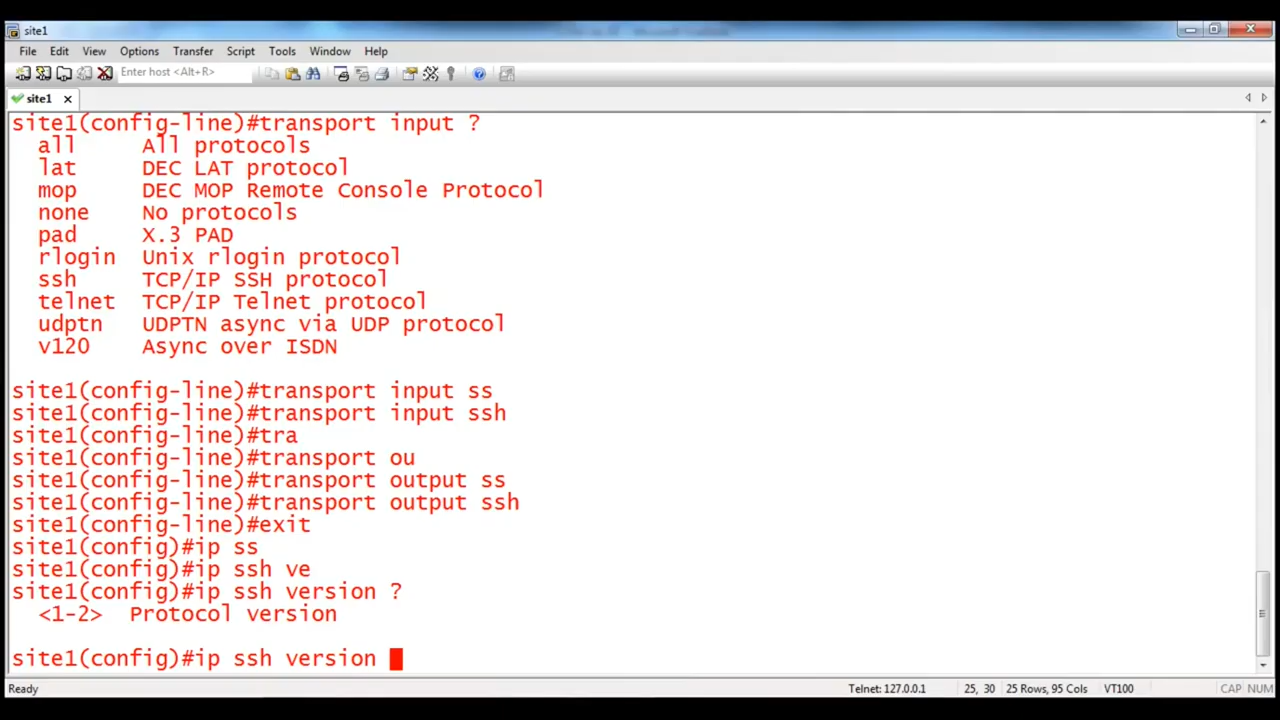 site1
File Edit View Options Transfer Script Tools Window Help
Enter host <Alt+R>
site1
site1(config-line)#transport input ?
all All protocols
lat DEC LAT protocol
mop DEC MOP Remote Console Protocol
none No protocols
pad X.3 PAD
rlogin Unix rlogin protocol
ssh TCP/IP SSH protocol
telnet TCP/IP Telnet protocol
udptn UDPTN async via UDP protocol
v120 Async over ISDN
site1(config-line)#transport input ss
site1(config-line)#transport input ssh
site1(config-line)#tra
site1(config-line)#transport ou
site1(config-line)#transport output ss
site1(config-line)#transport output ssh
site1(config-line)#exit
site1(config)#ip ss
site1(config)#ip ssh ve
site1(config)#ip ssh version ?
<1-2> Protocol version
site1(config)#ip ssh version
Ready Telnet: 127.0.0.1 25, 30 25 Rows, 95 Cols VT100 CAP NUM